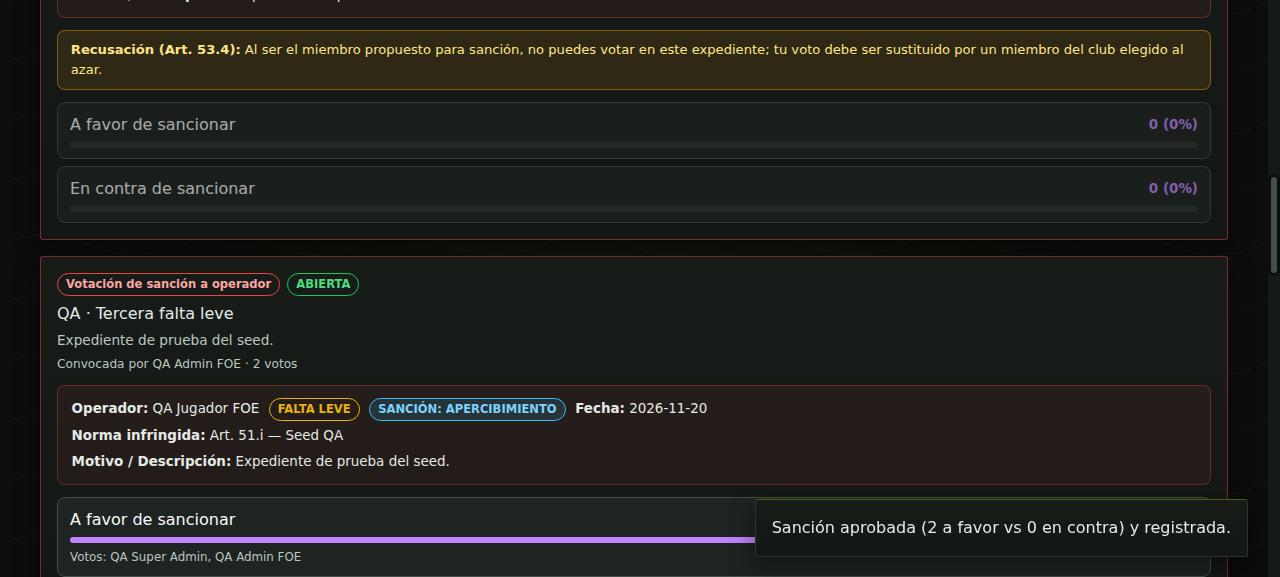 Recusación (Art. 53.4): Al ser el miembro propuesto para sanción, no puedes votar en este expediente; tu voto debe ser sustituido por un miembro del club elegido al
azar.
A favor de sancionar 0 (0%)
En contra de sancionar 0 (0%)
Votación de sanción a operador ABIERTA
QA · Tercera falta leve
Expediente de prueba del seed.
Convocada por QA Admin FOE · 2 votos
Operador: QA Jugador FOE FALTA LEVE SANCIÓN: APERCIBIMIENTO Fecha: 2026-11-20
Norma infringida: Art. 51.i — Seed QA
Motivo / Descripción: Expediente de prueba del seed.
A favor de sancionar
Sanción aprobada (2 a favor vs 0 en contra) y registrada.
Votos: QA Super Admin, QA Admin FOE